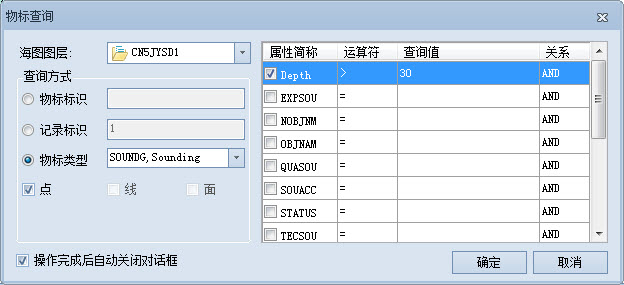 物标查询
海图图层: CN5JYSD1
查询方式
物标标识
记录标识 1
物标类型 SOUNDG,Sounding
点 线 面
属性简称 运算符 查询值 关系
Depth > 30 AND
EXPSOU = AND
NOBJNM = AND
OBJNAM = AND
QUASOU = AND
SOUACC = AND
STATUS = AND
TECSOU = AND
操作完成后自动关闭对话框
确定 取消